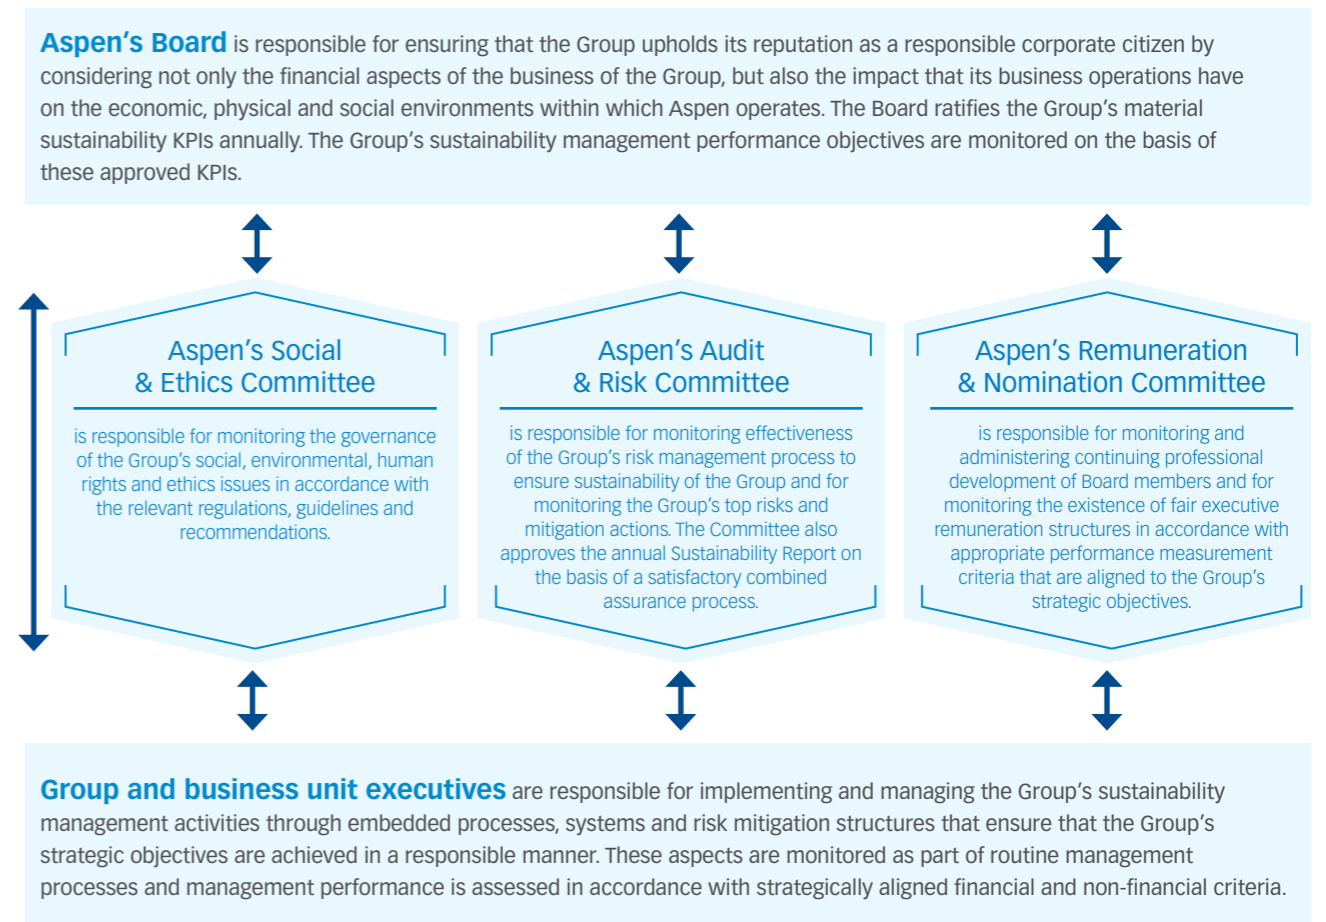 Aspen's Board is responsible for ensuring that the Group upholds its reputation as a responsible corporate citizen by
considering not only the financial aspects of the business of the Group, but also the impact that its business operations have
on the economic, physical and social environments within which Aspen operates. The Board ratifies the Group's material
sustainability KPIs annually. The Group's sustainability management performance objectives are monitored on the basis of
these approved KPIs.
Aspen's Social
& Ethics Committee
is responsible for monitoring the governance
of the Group's social, environmental, human
rights and ethics issues in accordance with
the relevant regulations, guidelines and
recommendations.
Aspen's Audit
& Risk Committee
is responsible for monitoring effectiveness
of the Group's risk management process to
ensure sustainability of the Group and for
monitoring the Group's top risks and
mitigation actions. The Committee also
approves the annual Sustainability Report on
the basis of a satisfactory combined
assurance process.
Aspen's Remuneration
& Nomination Committee
is responsible for monitoring and
administering continuing professional
development of Board members and for
monitoring the existence of fair executive
remuneration structures in accordance with
appropriate performance measurement
criteria that are aligned to the Group's
strategic objectives.
Group and business unit executives are responsible for implementing and managing the Group's sustainability
management activities through embedded processes, systems and risk mitigation structures that ensure that the Group's
strategic objectives are achieved in a responsible manner. These aspects are monitored as part of routine management
processes and management performance is assessed in accordance with strategically aligned financial and non-financial criteria.